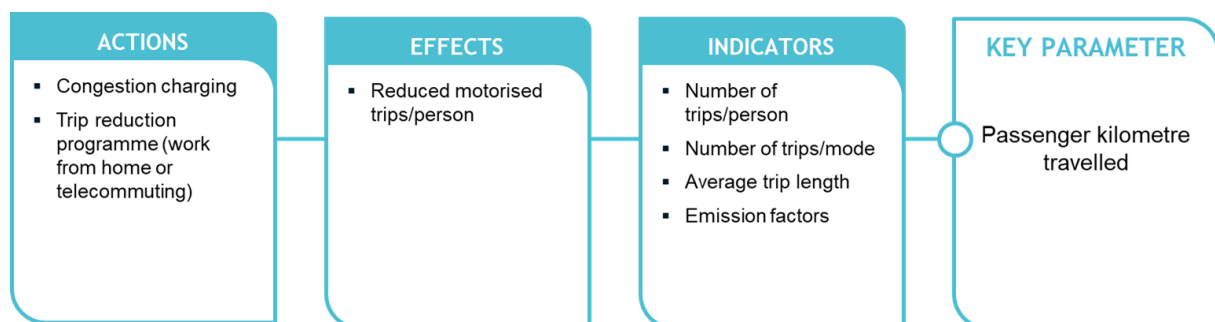 ACTIONS
▪ Congestion charging
▪ Trip reduction
programme (work
from home or
telecommuting)
EFFECTS
▪ Reduced motorised
trips/person
INDICATORS
▪ Number of
trips/person
▪ Number of trips/mode
▪ Average trip length
▪ Emission factors
KEY PARAMETER
Passenger kilometre
travelled